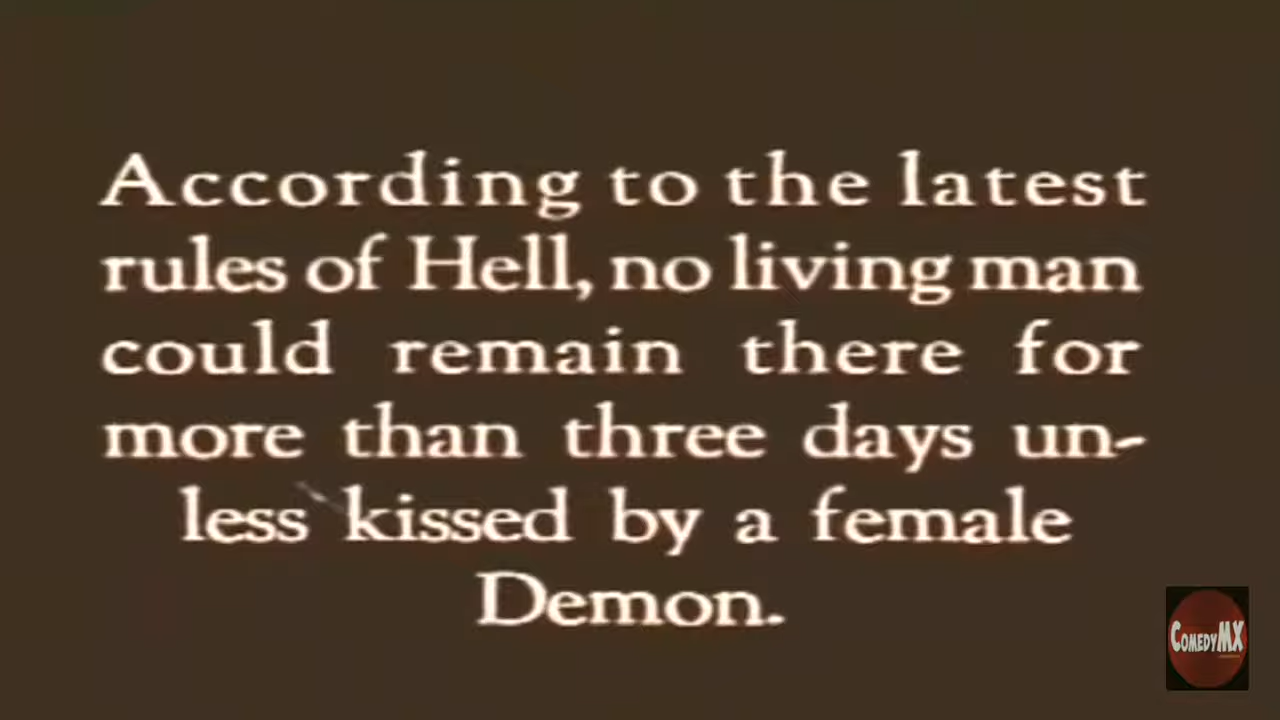 According to the latest
rules of Hell, no living man
could remain there for
more than three days un-
less kissed by a female
Demon.
COMEDYMX